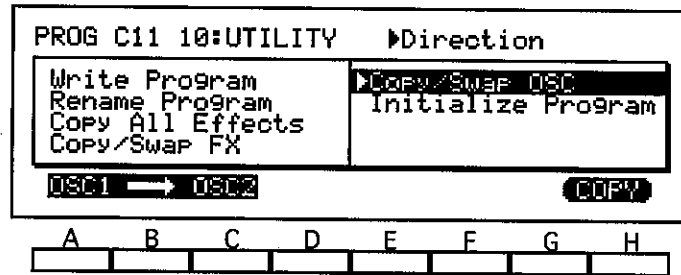 PROG C11 10:UTILITY ▶Direction
Write Program
Rename Program
Copy All Effects
Copy/Swap FX
▶Copy/Swap OSC
Initialize Program
OSC1 ⟶ OSC2
COPY
A B C D E F G H